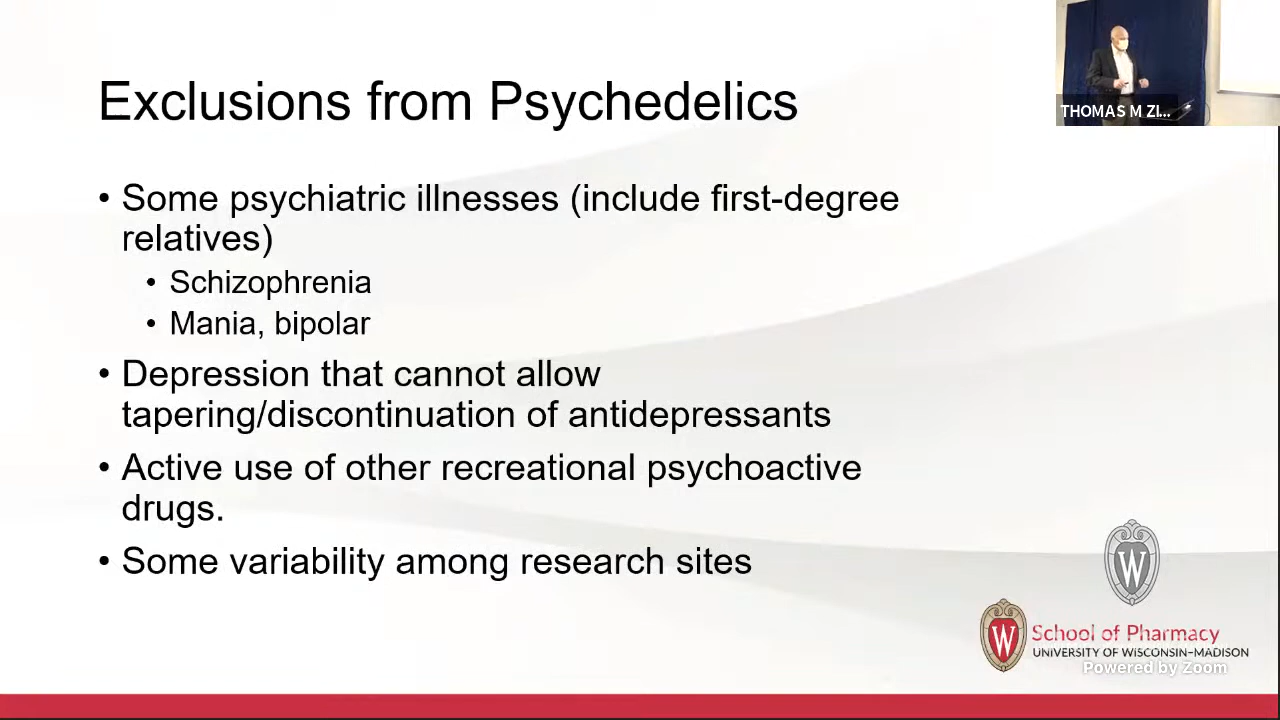 Exclusions from Psychedelics
• Some psychiatric illnesses (include first-degree
relatives)
• Schizophrenia
• Mania, bipolar
• Depression that cannot allow
tapering/discontinuation of antidepressants
• Active use of other recreational psychoactive
drugs.
• Some variability among research sites
THOMAS M ZI...
W
W
School of Pharmacy
UNIVERSITY OF WISCONSIN–MADISON
Powered by Zoom